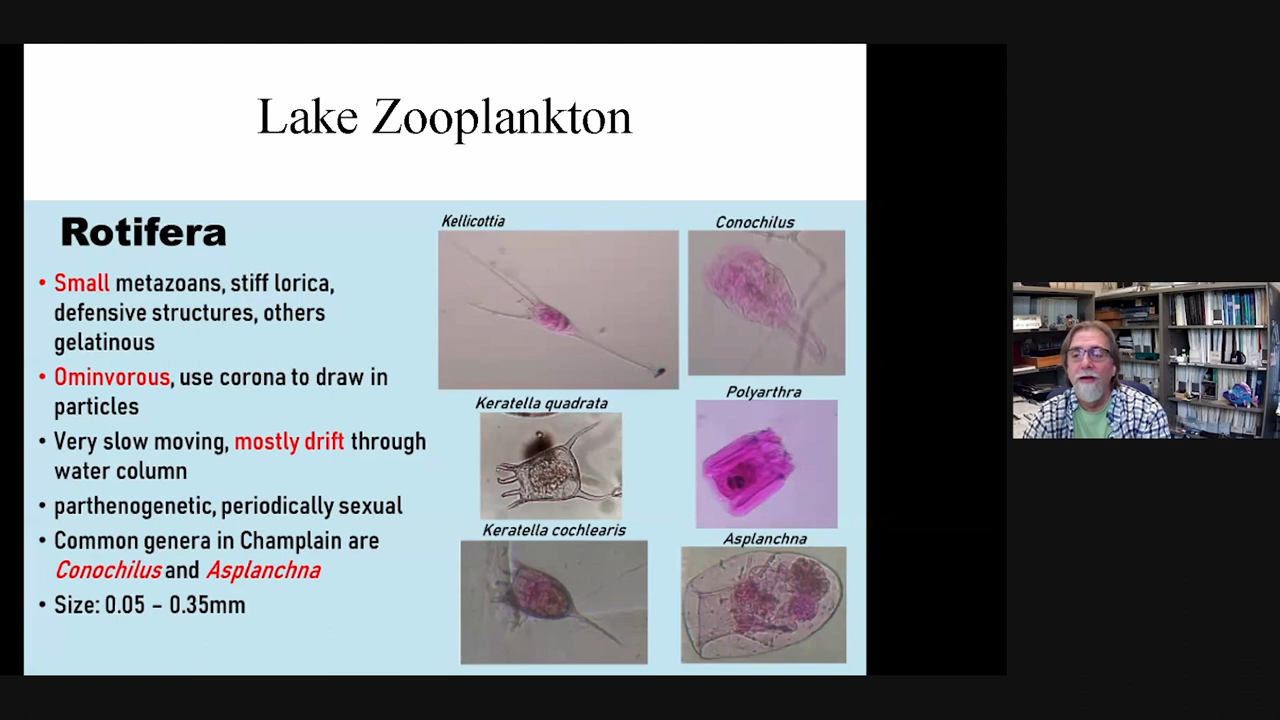 Lake Zooplankton
Rotifera
• Small metazoans, stiff lorica,
defensive structures, others
gelatinous
• Ominvorous, use corona to draw in
particles
• Very slow moving, mostly drift through
water column
• parthenogenetic, periodically sexual
• Common genera in Champlain are
Conochilus and Asplanchna
• Size: 0.05 – 0.35mm
Kellicottia
Conochilus
Keratella quadrata
Polyarthra
Keratella cochlearis
Asplanchna